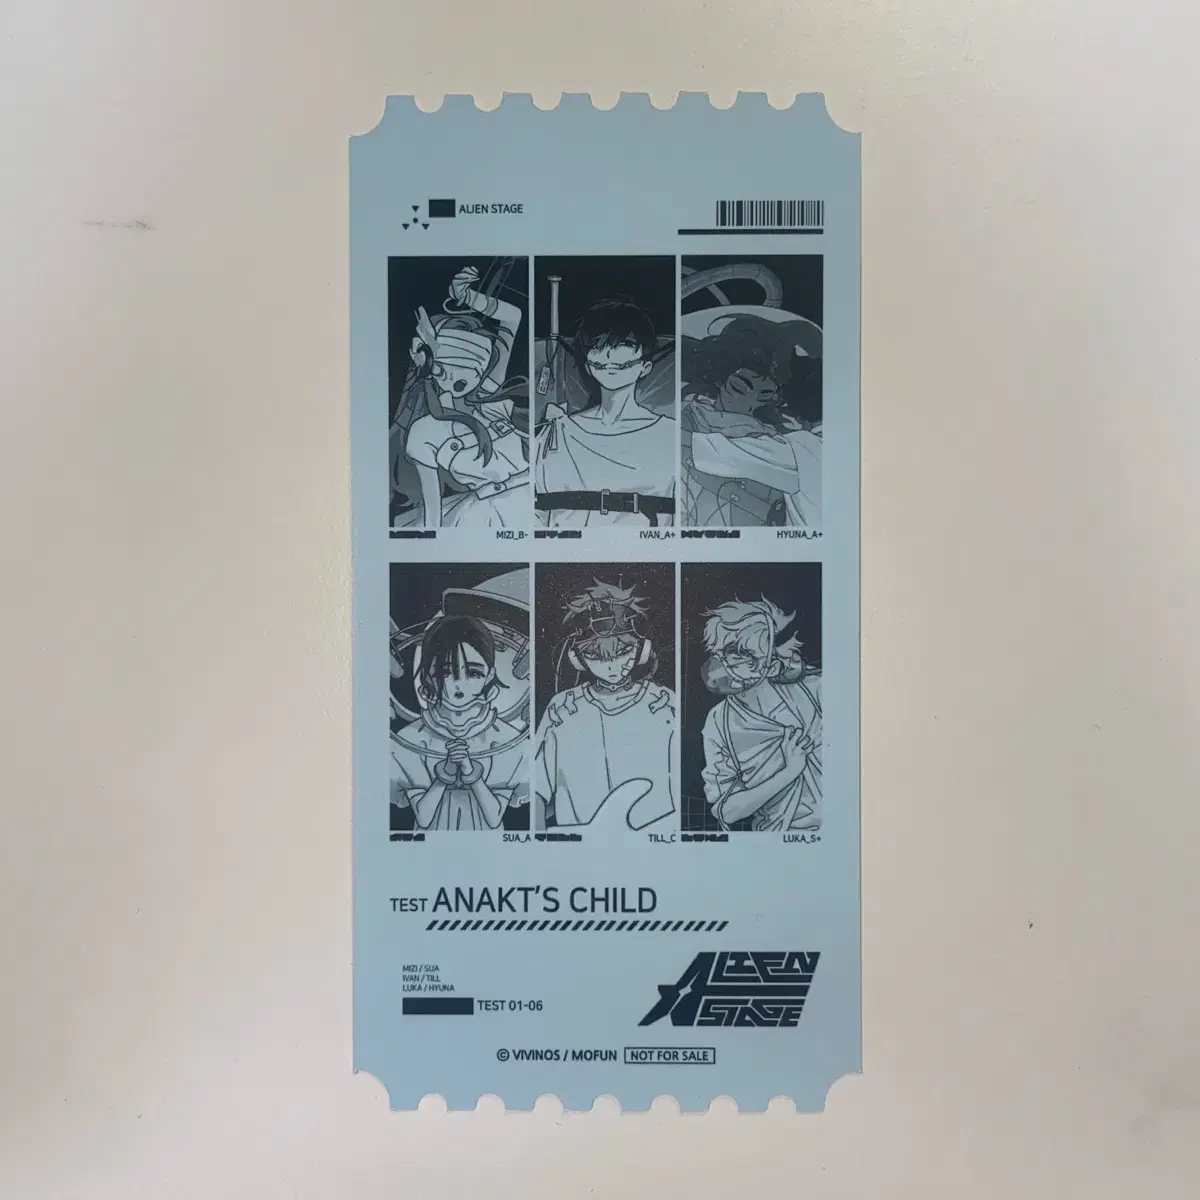 ALIEN STAGE
MIZI_B-
IVAN_A+
HYUNA_A+
SUA_A
TILL_C
LUKA_S+
TEST ANAKT'S CHILD
MIZI / SUA
IVAN / TILL
LUKA / HYUNA
TEST 01-06
ALIEN STAGE
© VIVINOS / MOFUN NOT FOR SALE